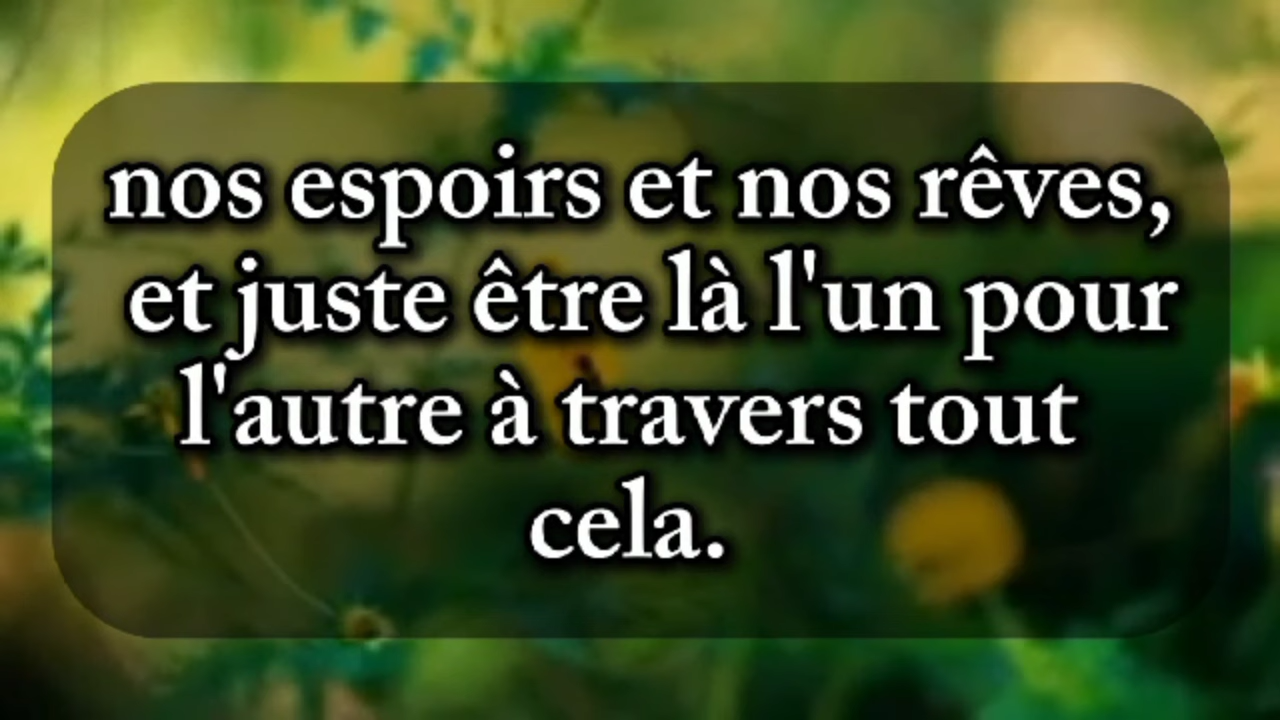 nos espoirs et nos rêves,
et juste être là l'un pour
l'autre à travers tout
cela.